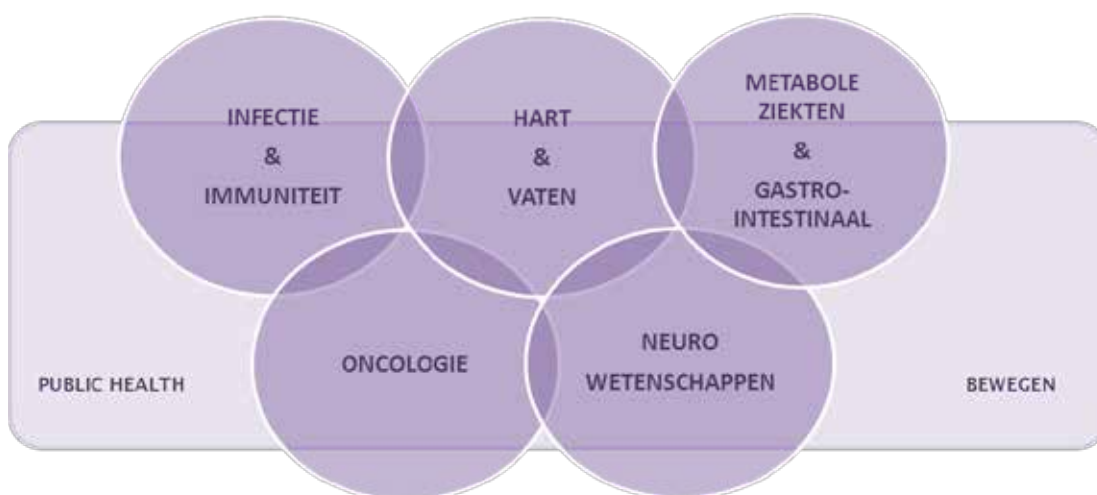 INFECTIE
&
IMMUNITEIT
HART
&
VATEN
METABOLE
ZIEKTEN
&
GASTRO-
INTESTINAAL
ONCOLOGIE
NEURO
WETENSCHAPPEN
PUBLIC HEALTH
BEWEGEN